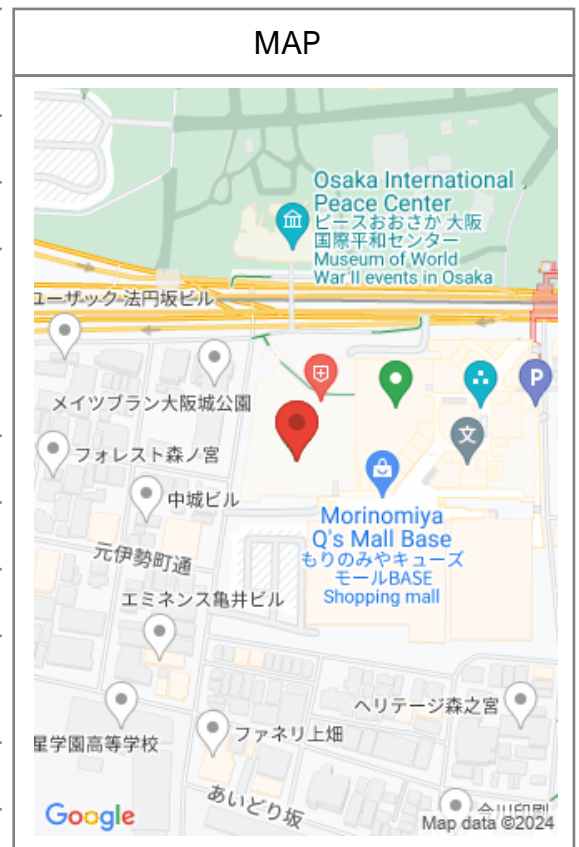 MAP
Osaka International
Peace Center
ピースおおさか 大阪
国際平和センター
Museum of World
War II events in Osaka
ユーザック 法円坂ビル
メイツブラン大阪城公園
P
文
フォレスト森ノ宮
中城ビル
Morinomiya
Q's Mall Base
もりのみやキューズ
モールBASE
Shopping mall
元伊勢町通
エミネンス亀井ビル
ヘリテージ森之宮
星学園高等学校
ファネリ上畑
あいどり坂
Google
Map data ©2024